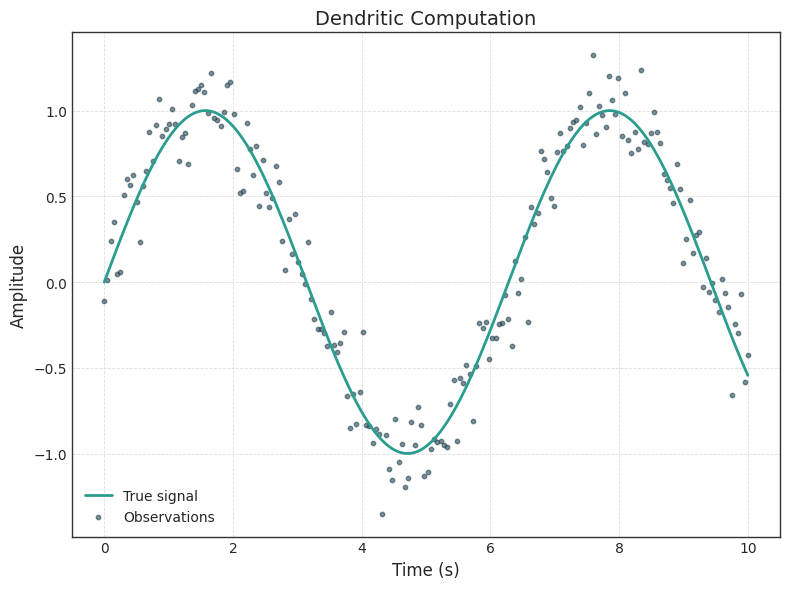 Dendritic Computation
Amplitude
1.0
0.5
0.0
−0.5
−1.0
True signal
Observations
0 2 4 6 8 10
Time (s)